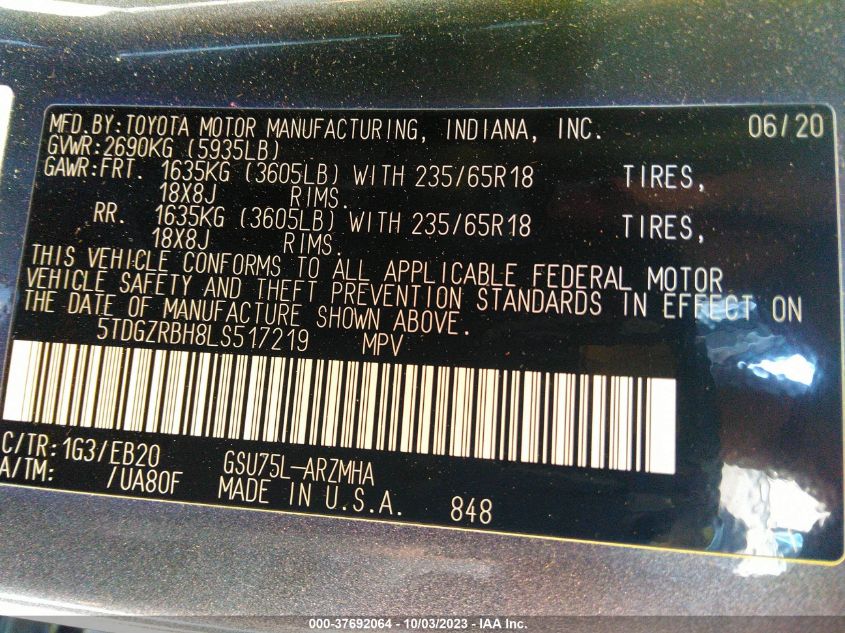 MFD.BY:TOYOTA MOTOR MANUFACTURING, INDIANA, INC. 06/20
GVWR:2690KG (5935LB)
GAWR:FRT. 1635KG (3605LB) WITH 235/65R18 TIRES,
18X8J RIMS.
RR. 1635KG (3605LB) WITH 235/65R18 TIRES,
18X8J RIMS.
THIS VEHICLE CONFORMS TO ALL APPLICABLE FEDERAL MOTOR
VEHICLE SAFETY AND THEFT PREVENTION STANDARDS IN EFFECT ON
THE DATE OF MANUFACTURE SHOWN ABOVE.
5TDGZRBH8LS517219 MPV
C/TR:1G3/EB20 GSU75L-ARZMHA
A/TM: /UA80F MADE IN U.S.A. 848
000-37692064 - 10/03/2023 - IAA Inc.